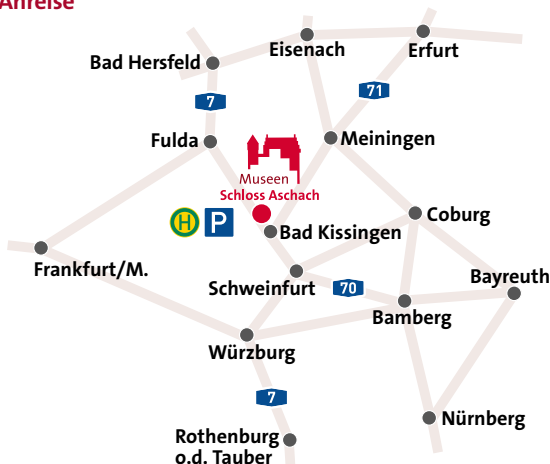 Anreise
Eisenach
Erfurt
Bad Hersfeld
71
7
Fulda
Meiningen
Museen
Schloss Aschach
H
P
Coburg
Bad Kissingen
Frankfurt/M.
Bayreuth
Schweinfurt
70
Bamberg
Würzburg
7
Nürnberg
Rothenburg
o.d. Tauber